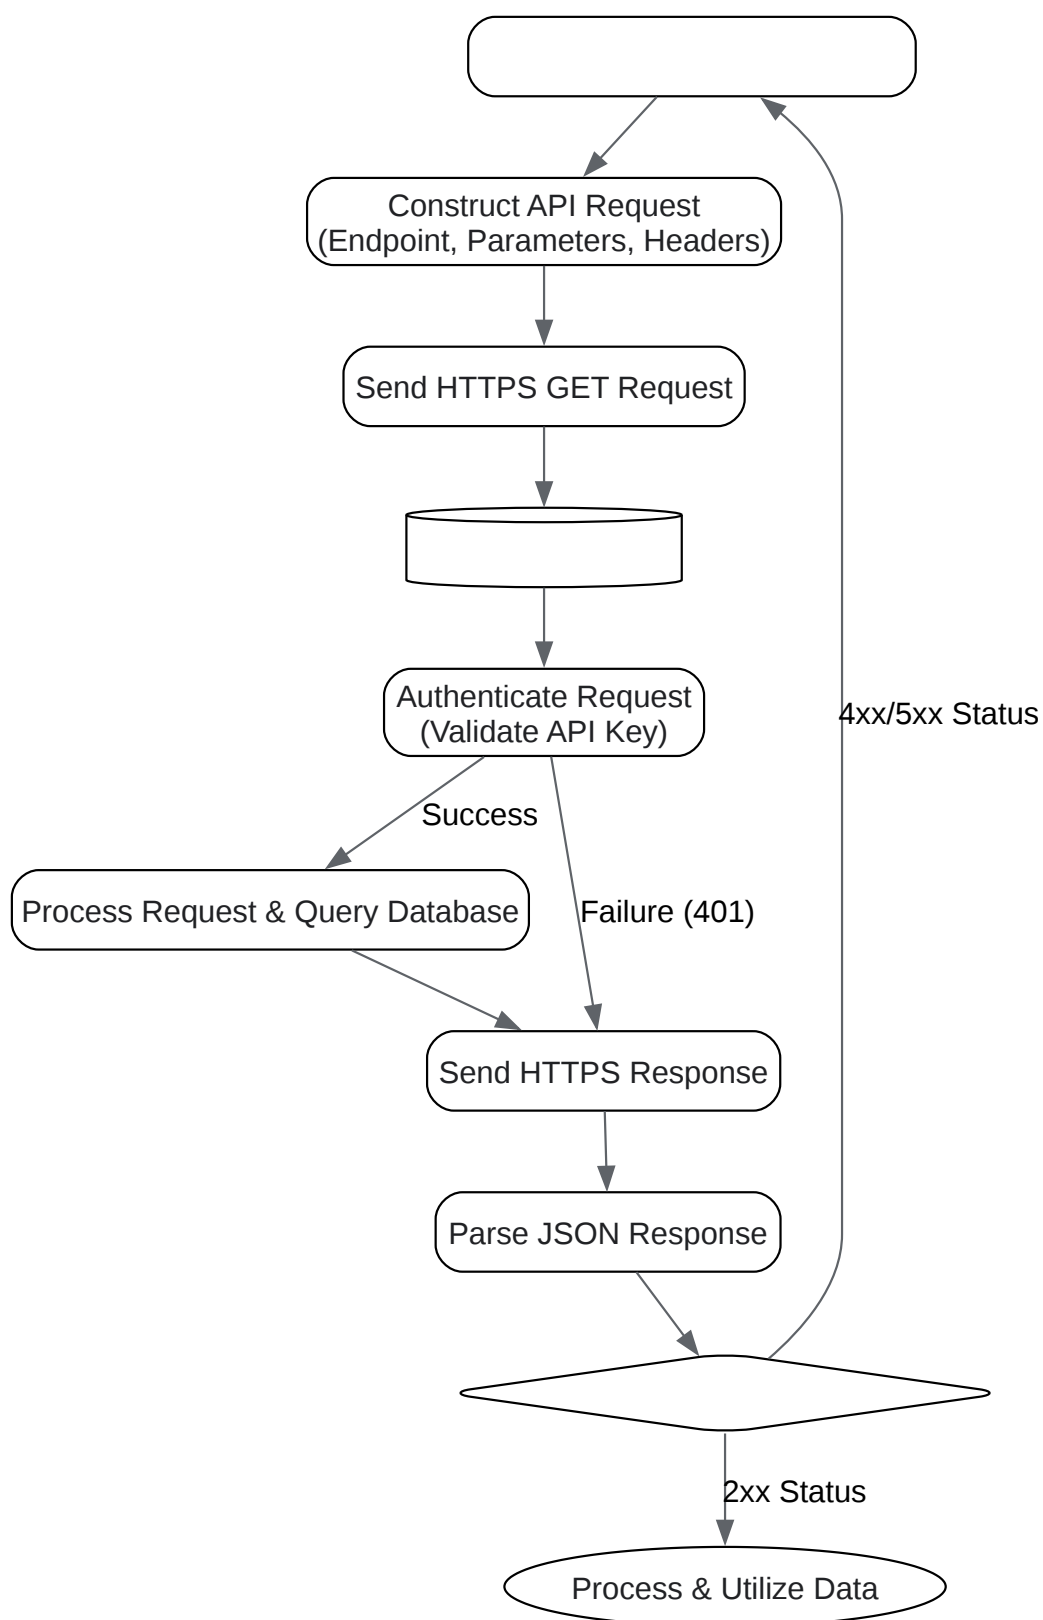 Construct API Request
(Endpoint, Parameters, Headers)
Send HTTPS GET Request
Authenticate Request
(Validate API Key)
4xx/5xx Status
Success
Process Request & Query Database
Failure (401)
Send HTTPS Response
Parse JSON Response
2xx Status
Process & Utilize Data